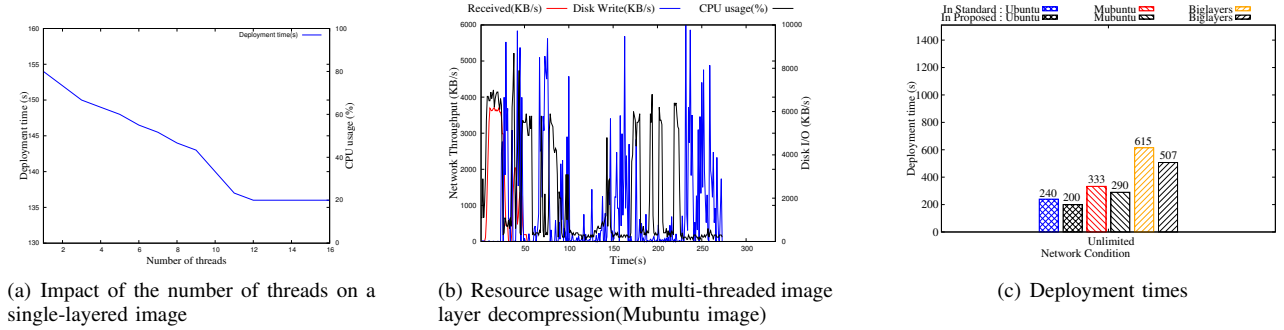 Deployment time(s)
160
155
150
145
140
135
130
100
80
60
40
20
0
2 4 6 8 10 12 14 16
Number of threads
Deployment time (s)
CPU usage (%)
(a) Impact of the number of threads on a
single-layered image
Received(KB/s) Disk Write(KB/s) CPU usage(%)
6000
5000
4000
3000
2000
1000
0
10000
8000
6000
4000
2000
0
0 50 100 150 200 250 300
Time(s)
Network Throughput (KB/s)
Disk I/O (KB/s)
(b) Resource usage with multi-threaded image
layer decompression(Mubuntu image)
In Standard : Ubuntu Mubuntu Biglayers
In Proposed : Ubuntu Mubuntu Biglayers
1400
1200
1000
800
600
400
200
0
240 200 333 290 615 507
Unlimited
Network Condition
Deployment time (s)
(c) Deployment times